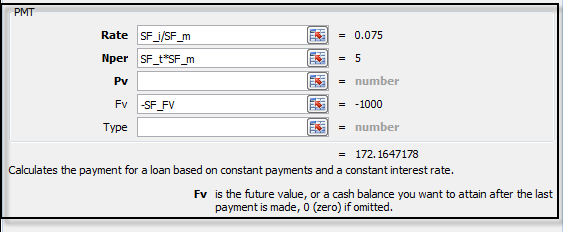 PMT
Rate SF_i/SF_m = 0.075
Nper SF_t*SF_m = 5
Pv = number
Fv -SF_FV = -1000
Type = number
= 172.1647178
Calculates the payment for a loan based on constant payments and a constant interest rate.
Fv is the future value, or a cash balance you want to attain after the last
payment is made, 0 (zero) if omitted.